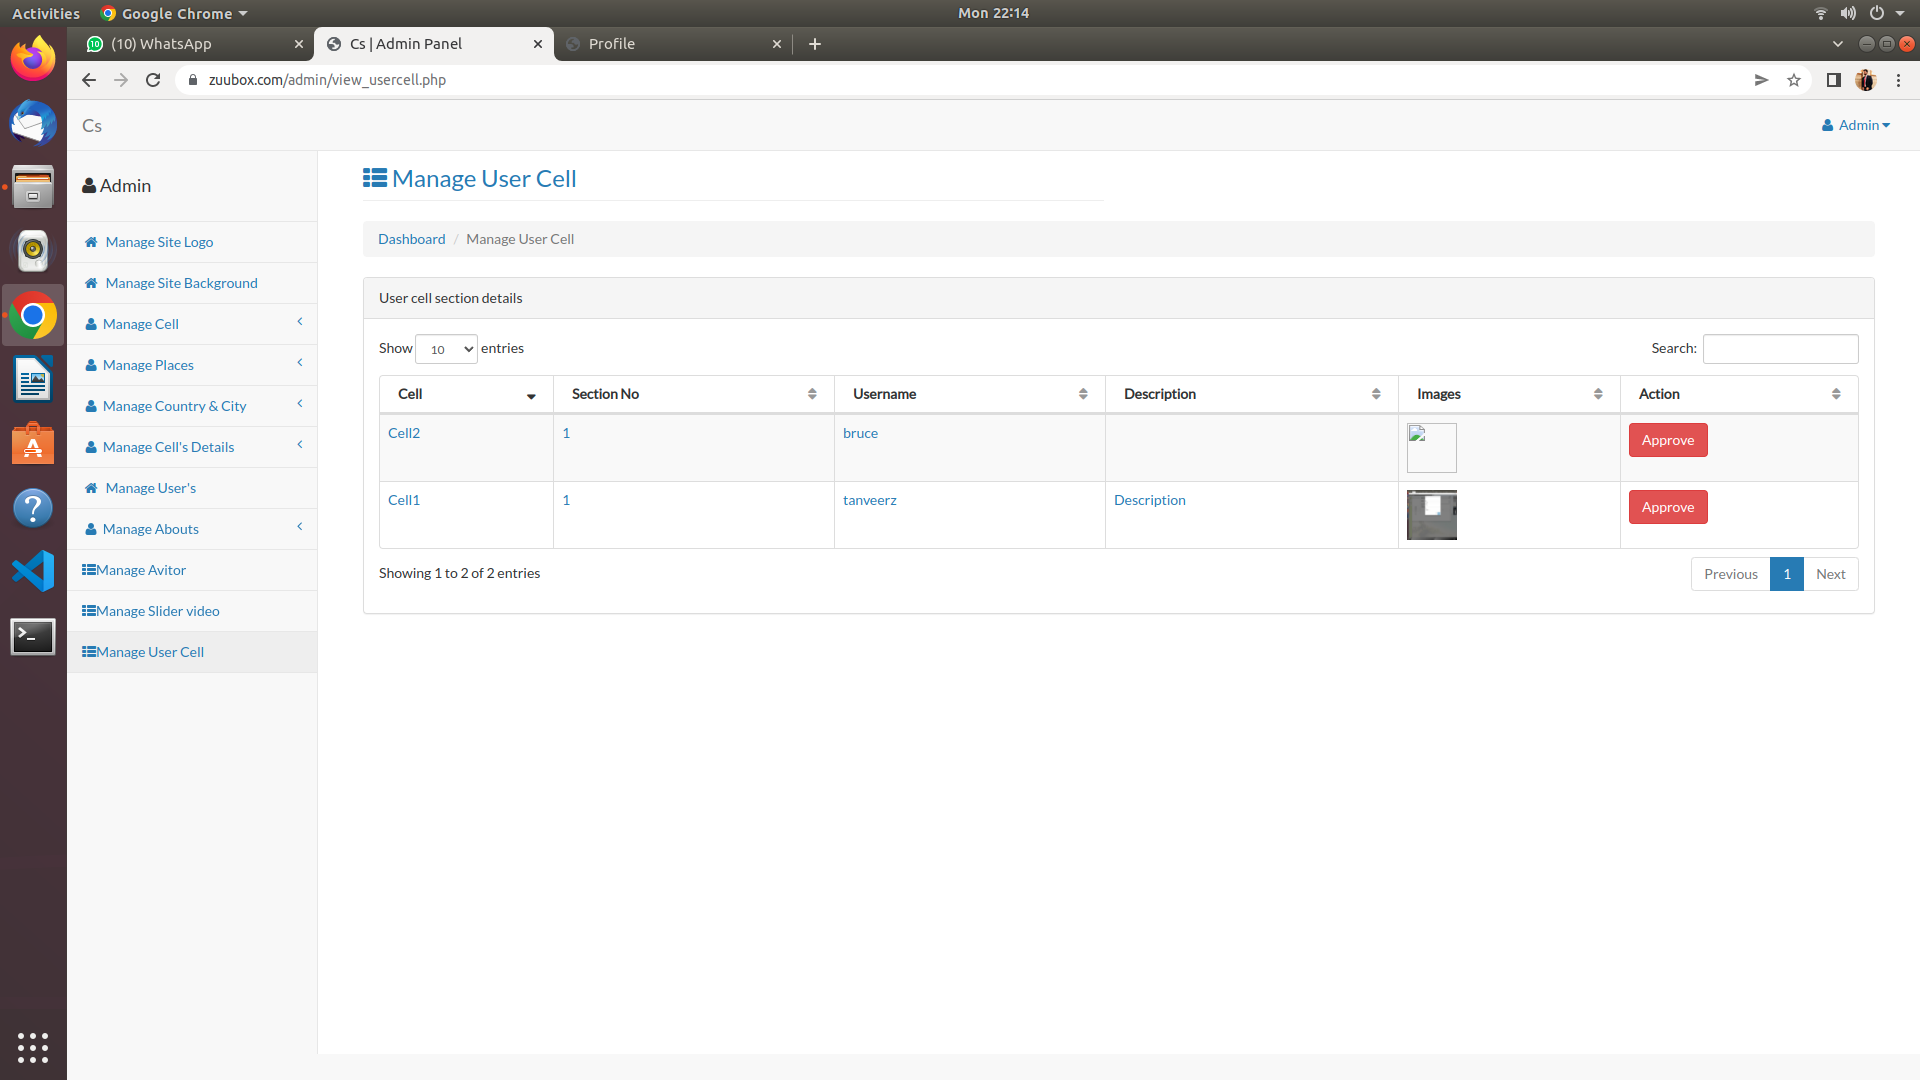 Activities Google Chrome Mon 22:14
(10) WhatsApp Cs | Admin Panel Profile
zuubox.com/admin/view_usercell.php
Cs Admin
Admin
Manage Site Logo
Manage Site Background
Manage Cell
Manage Places
Manage Country & City
Manage Cell's Details
Manage User's
Manage Abouts
Manage Avitor
Manage Slider video
Manage User Cell
Manage User Cell
Dashboard / Manage User Cell
User cell section details
Show 10 entries Search:
Cell Section No Username Description Images Action
Cell2 1 bruce Approve
Cell1 1 tanveerz Description Approve
Showing 1 to 2 of 2 entries Previous 1 Next